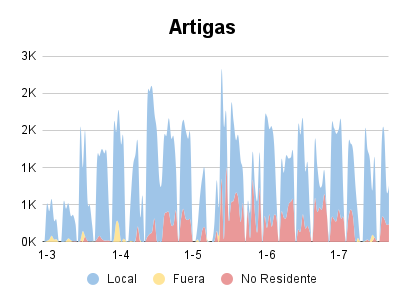 Artigas
3K
2K
2K
1K
1K
0K
1-3 1-4 1-5 1-6 1-7
Local Fuera No Residente